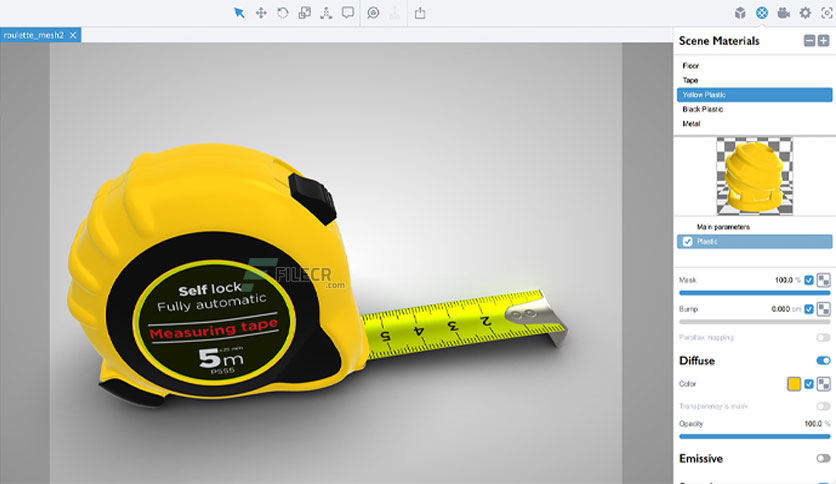 roulette_mesh2
Scene Materials
Floor
Tape
Yellow Plastic
Black Plastic
Metal
Main parameters
Plastic
Mask 100.0 %
Bump 0.000 cm
Parallax mapping
Diffuse
Color
Transparency is mask
Opacity 100.0 %
Emissive
FILECR
.com
Self lock
Fully automatic
Measuring tape
5m
P555
5 4 3 2